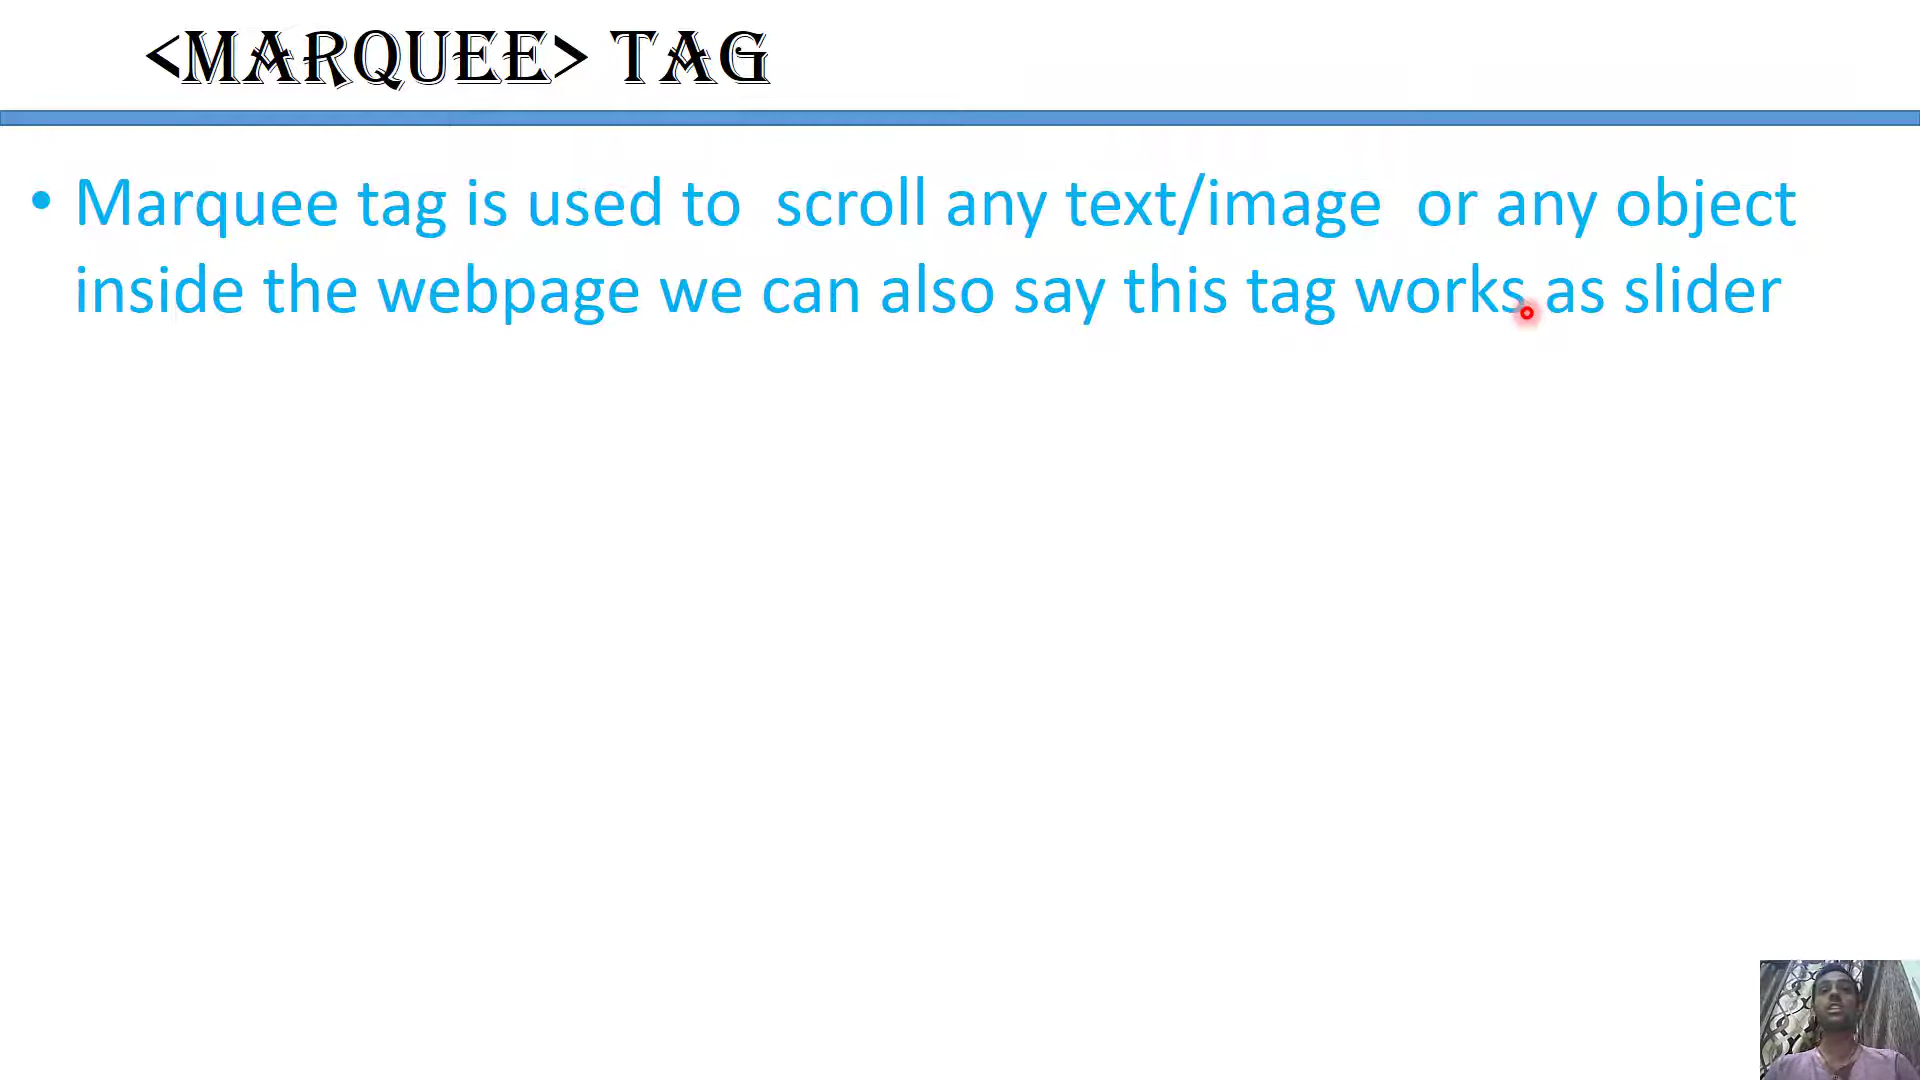 <MARQUEE> TAG
• Marquee tag is used to scroll any text/image or any object
inside the webpage we can also say this tag works as slider